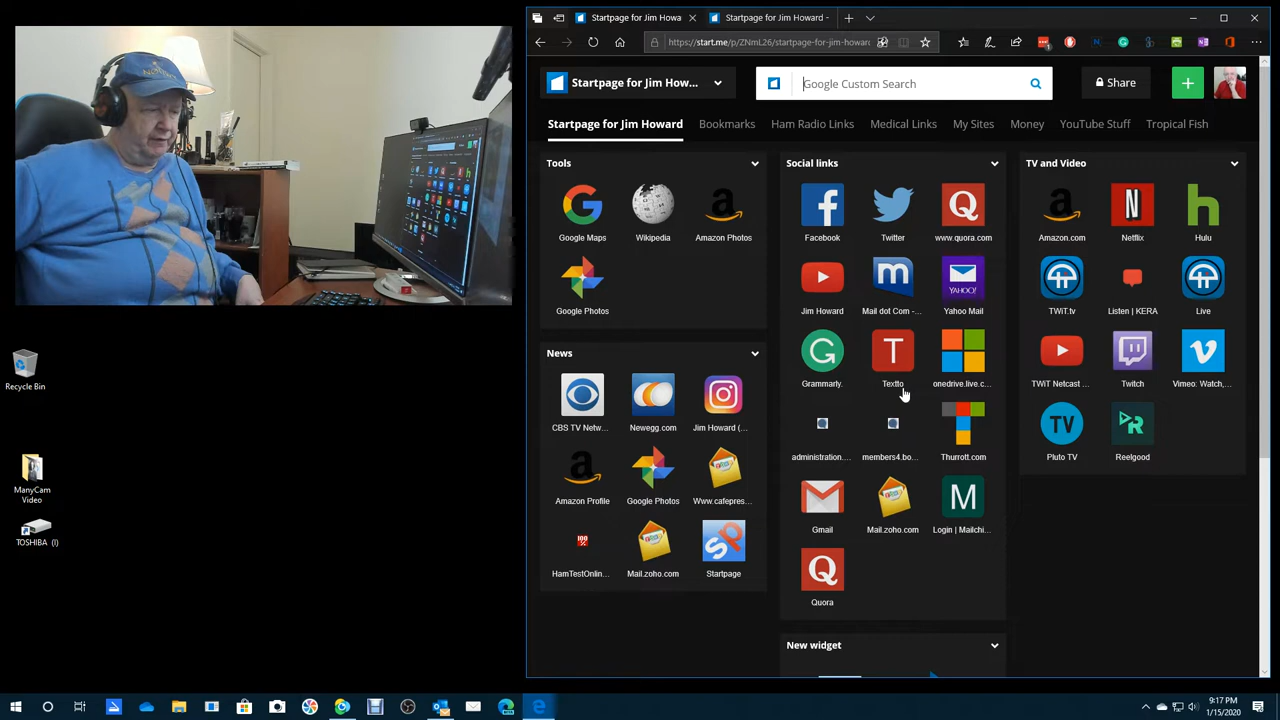 Startpage for Jim Howa
Startpage for Jim Howard -
https://start.me/p/ZNmL26/startpage-for-jim-howard
Startpage for Jim How...
Google Custom Search
Share
Startpage for Jim Howard
Bookmarks
Ham Radio Links
Medical Links
My Sites
Money
YouTube Stuff
Tropical Fish
Tools
Google Maps
Wikipedia
Amazon Photos
Google Photos
News
CBS TV Netw...
Newegg.com
Jim Howard (...
Amazon Profile
Google Photos
Www.cafepres...
100
HamTestOnlin...
Mail.zoho.com
Startpage
Social links
Facebook
Twitter
www.quora.com
YAHOO!
Jim Howard
Mail dot Com -...
Yahoo Mail
Grammarly.
Textto
onedrive.live.c...
administration....
members4.bo...
Thurrott.com
Gmail
Mail.zoho.com
Login | Mailchi...
Quora
New widget
TV and Video
Amazon.com
Netflix
Hulu
TWiT.tv
Listen | KERA
Live
TWiT Netcast ...
Twitch
Vimeo: Watch,...
TV
Pluto TV
Reelgood
Recycle Bin
ManyCam
Video
TOSHIBA (I)
9:17 PM
1/15/2020